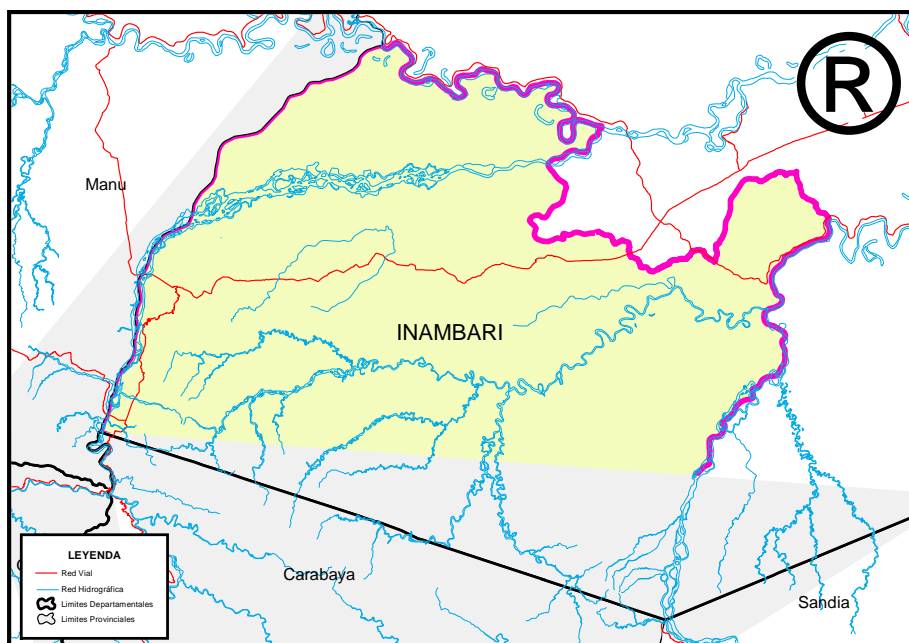 R
Manu
INAMBARI
Carabaya
Sandia
LEYENDA
Red Vial
Red Hidrográfica
Limites Departamentales
Limites Provinciales